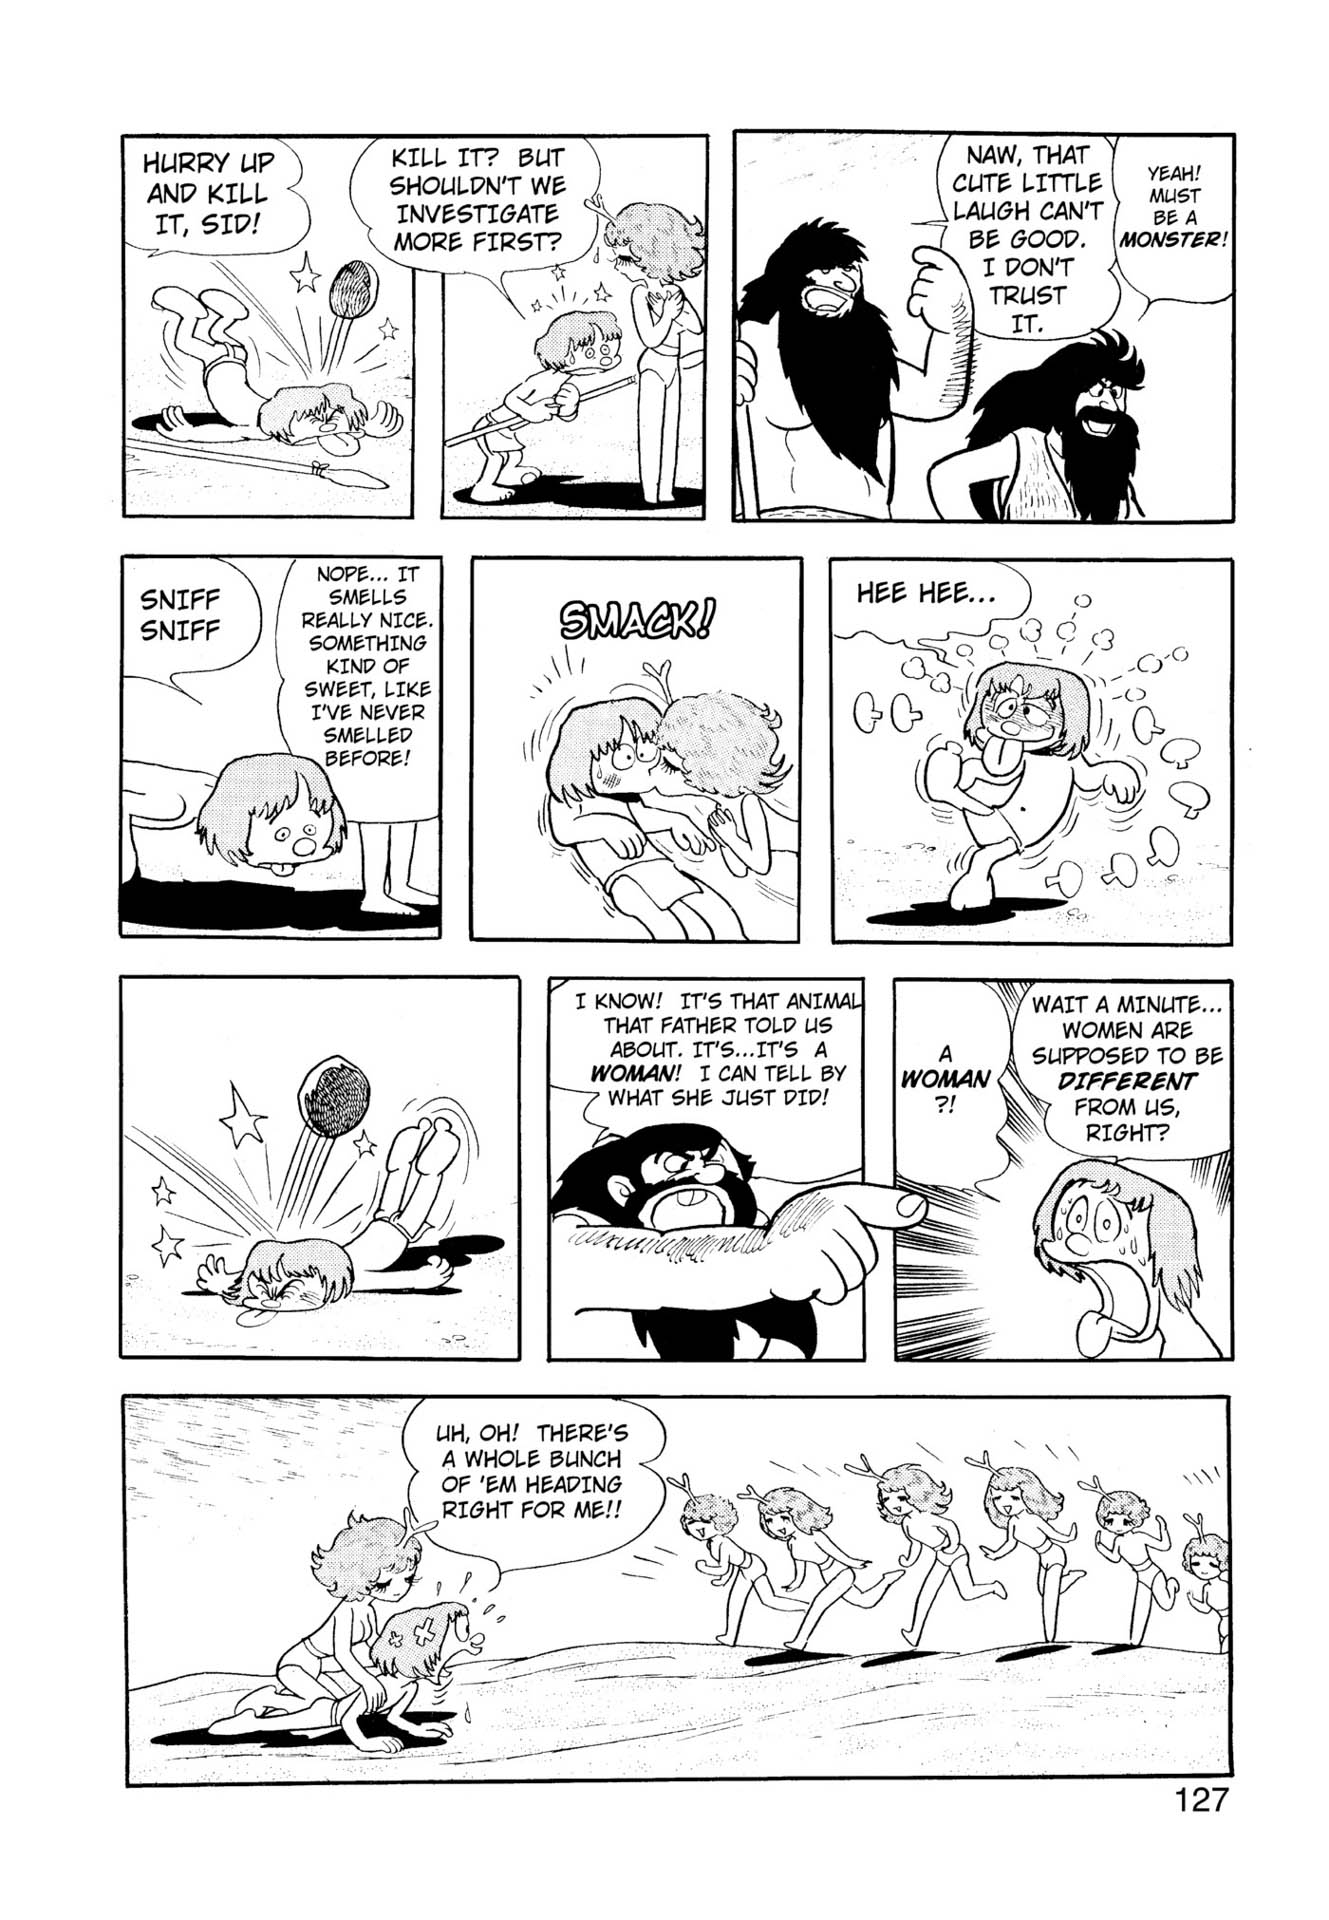 HURRY UP
AND KILL
IT, SID!
KILL IT? BUT
SHOULDN'T WE
INVESTIGATE
MORE FIRST?
NAW, THAT
CUTE LITTLE
LAUGH CAN'T
BE GOOD.
I DON'T
TRUST
IT.
YEAH!
MUST
BE A
MONSTER!
SNIFF
SNIFF
NOPE... IT
SMELLS
REALLY NICE.
SOMETHING
KIND OF
SWEET, LIKE
I'VE NEVER
SMELLED
BEFORE!
SMACK!
HEE HEE...
I KNOW! IT'S THAT ANIMAL
THAT FATHER TOLD US
ABOUT. IT'S...IT'S A
WOMAN! I CAN TELL BY
WHAT SHE JUST DID!
A
WOMAN
?!
WAIT A MINUTE...
WOMEN ARE
SUPPOSED TO BE
DIFFERENT
FROM US,
RIGHT?
UH, OH! THERE'S
A WHOLE BUNCH
OF 'EM HEADING
RIGHT FOR ME!!
127